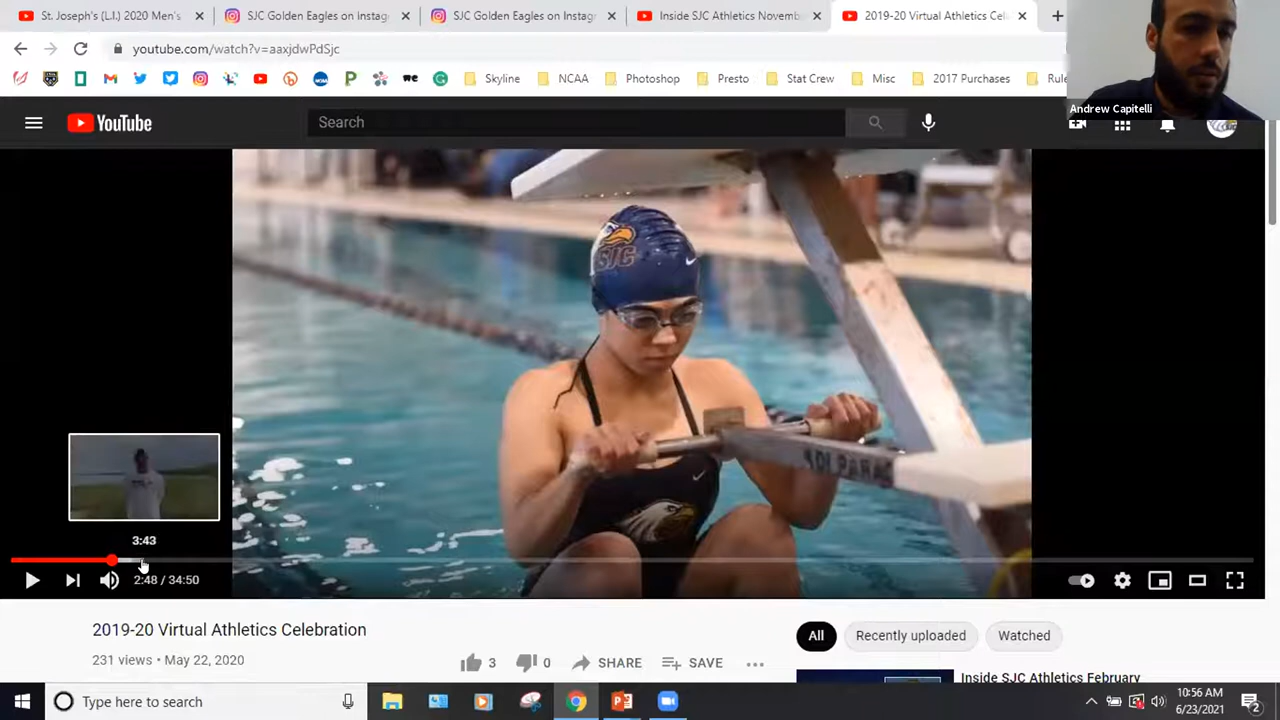 St. Joseph's (L.I.) 2020 Men's
SJC Golden Eagles on Instag
SJC Golden Eagles on Instag
Inside SJC Athletics Novemb
2019-20 Virtual Athletics Cel
youtube.com/watch?v=aaxjdwPdSjc
Skyline
NCAA
Photoshop
Presto
Stat Crew
Misc
2017 Purchases
Rul
Andrew Capitelli
YouTube
Search
SJC
3:43
2:48 / 34:50
2019-20 Virtual Athletics Celebration
231 views • May 22, 2020
3
0
SHARE
SAVE
All
Recently uploaded
Watched
Inside SJC Athletics February
Type here to search
10:56 AM
6/23/2021
2